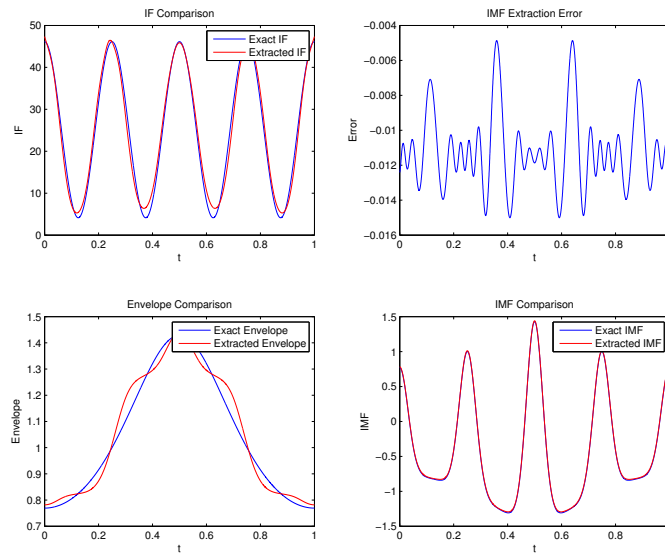 IF Comparison
50
40
30
20
10
0
IF
0
0.2
0.4
0.6
0.8
1
t
Exact IF
Extracted IF
IMF Extraction Error
−0.004
−0.006
−0.008
−0.01
−0.012
−0.014
−0.016
Error
0
0.2
0.4
0.6
0.8
1
t
Envelope Comparison
1.5
1.4
1.3
1.2
1.1
1
0.9
0.8
0.7
Envelope
0
0.2
0.4
0.6
0.8
1
t
Exact Envelope
Extracted Envelope
IMF Comparison
1.5
1
0.5
0
−0.5
−1
−1.5
IMF
0
0.2
0.4
0.6
0.8
1
t
Exact IMF
Extracted IMF